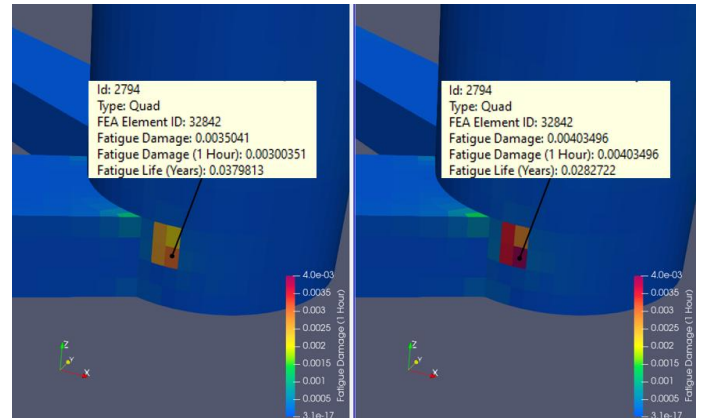 Id: 2794
Type: Quad
FEA Element ID: 32842
Fatigue Damage: 0.0035041
Fatigue Damage (1 Hour): 0.00300351
Fatigue Life (Years): 0.0379813
4.0e-03
0.0035
0.003
0.0025
0.002
0.0015
0.001
0.0005
3.1e-17
Fatigue Damage (1 Hour)
Z
Y
X
Id: 2794
Type: Quad
FEA Element ID: 32842
Fatigue Damage: 0.00403496
Fatigue Damage (1 Hour): 0.00403496
Fatigue Life (Years): 0.0282722
4.0e-03
0.0035
0.003
0.0025
0.002
0.0015
0.001
0.0005
3.1e-17
Fatigue Damage (1 Hour)
Z
Y
X